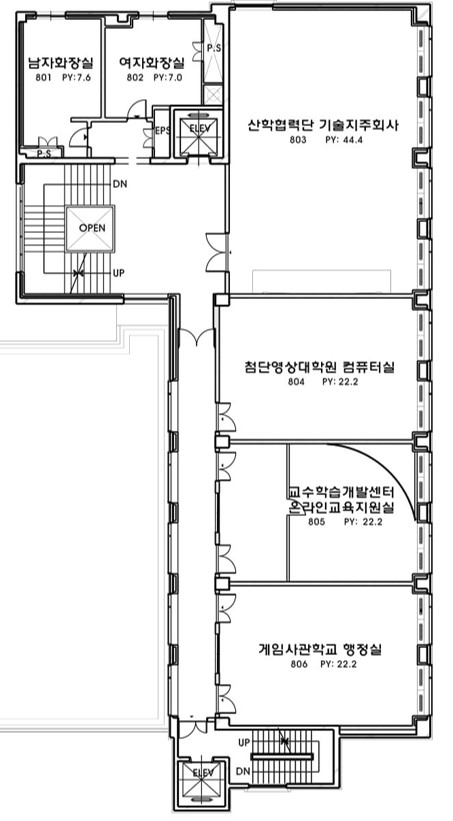 P.S
남자화장실
801 PY:7.6
여자화장실
802 PY:7.0
P.S
EPS
ELEV
산학협력단 기술지주회사
803 PY: 44.4
DN
OPEN
UP
첨단영상대학원 컴퓨터실
804 PY: 22.2
교수학습개발센터
온라인교육지원실
805 PY: 22.2
게임사관학교 행정실
806 PY: 22.2
UP
DN
ELEV